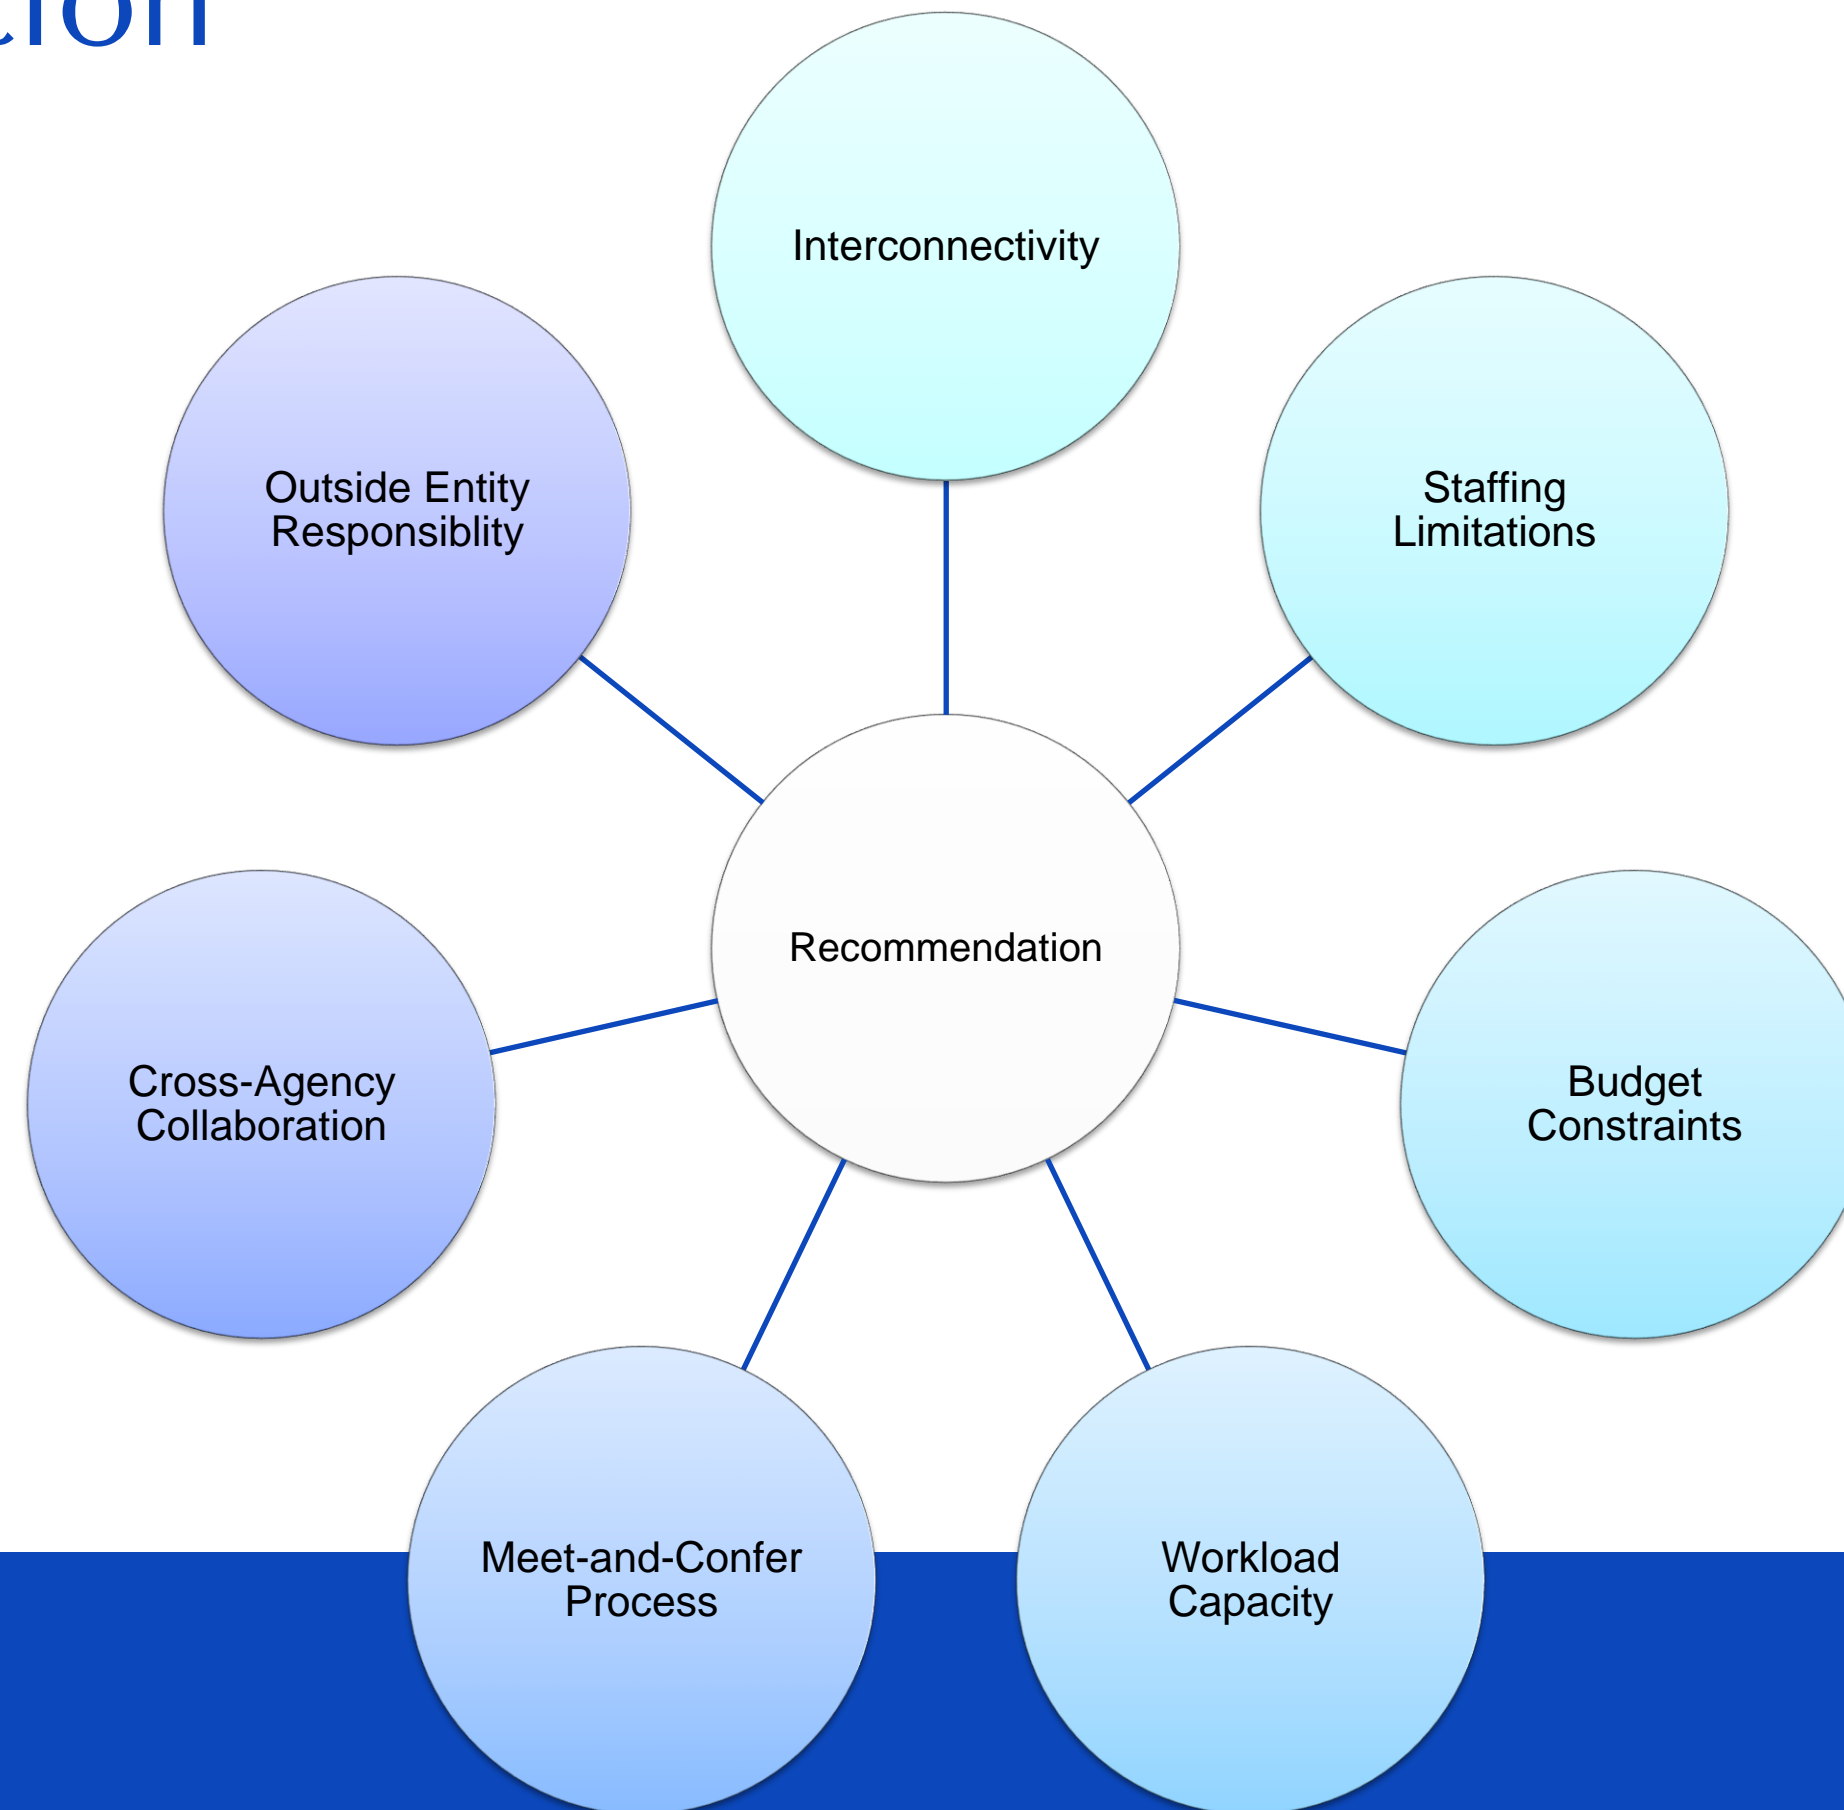 Interconnectivity
Staffing
Limitations
Budget
Constraints
Workload
Capacity
Meet-and-Confer
Process
Cross-Agency
Collaboration
Outside Entity
Responsiblity
Recommendation